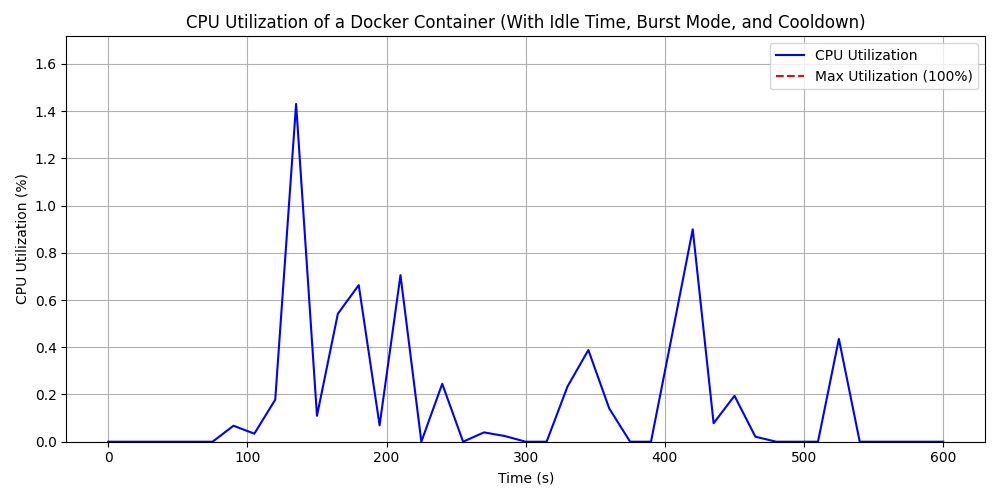 CPU Utilization of a Docker Container (With Idle Time, Burst Mode, and Cooldown)
CPU Utilization
Max Utilization (100%)
CPU Utilization (%)
1.6
1.4
1.2
1.0
0.8
0.6
0.4
0.2
0.0
0 100 200 300 400 500 600
Time (s)